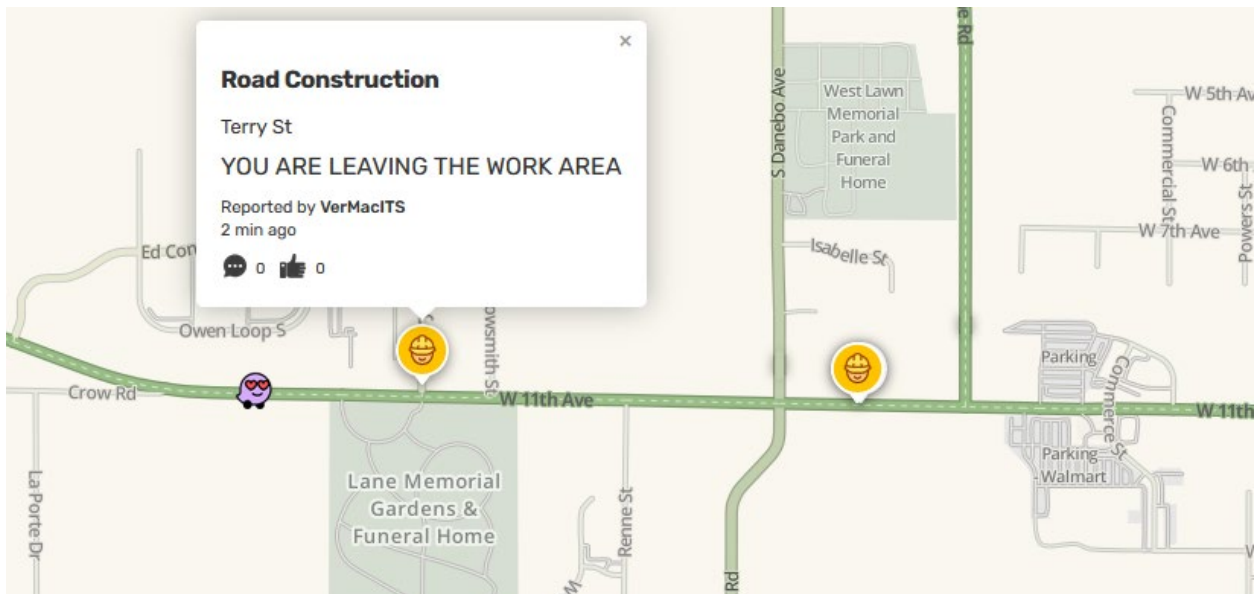 ×
Road Construction
Terry St
YOU ARE LEAVING THE WORK AREA
Reported by VerMacITS
2 min ago
0 0
S Danebo Ave
West Lawn
Memorial
Park and
Funeral
Home
e Rd
W 5th Av
Commercial St
W 6th
W 7th Ave
Powers St
Isabelle St
Ed Con
Owen Loop S
owsmith St
Crow Rd
W 11th Ave
Parking
Commerce St
W 11th
Parking
- Walmart
La Porte Dr
Lane Memorial
Gardens &
Funeral Home
Renne St
W
Rd
W